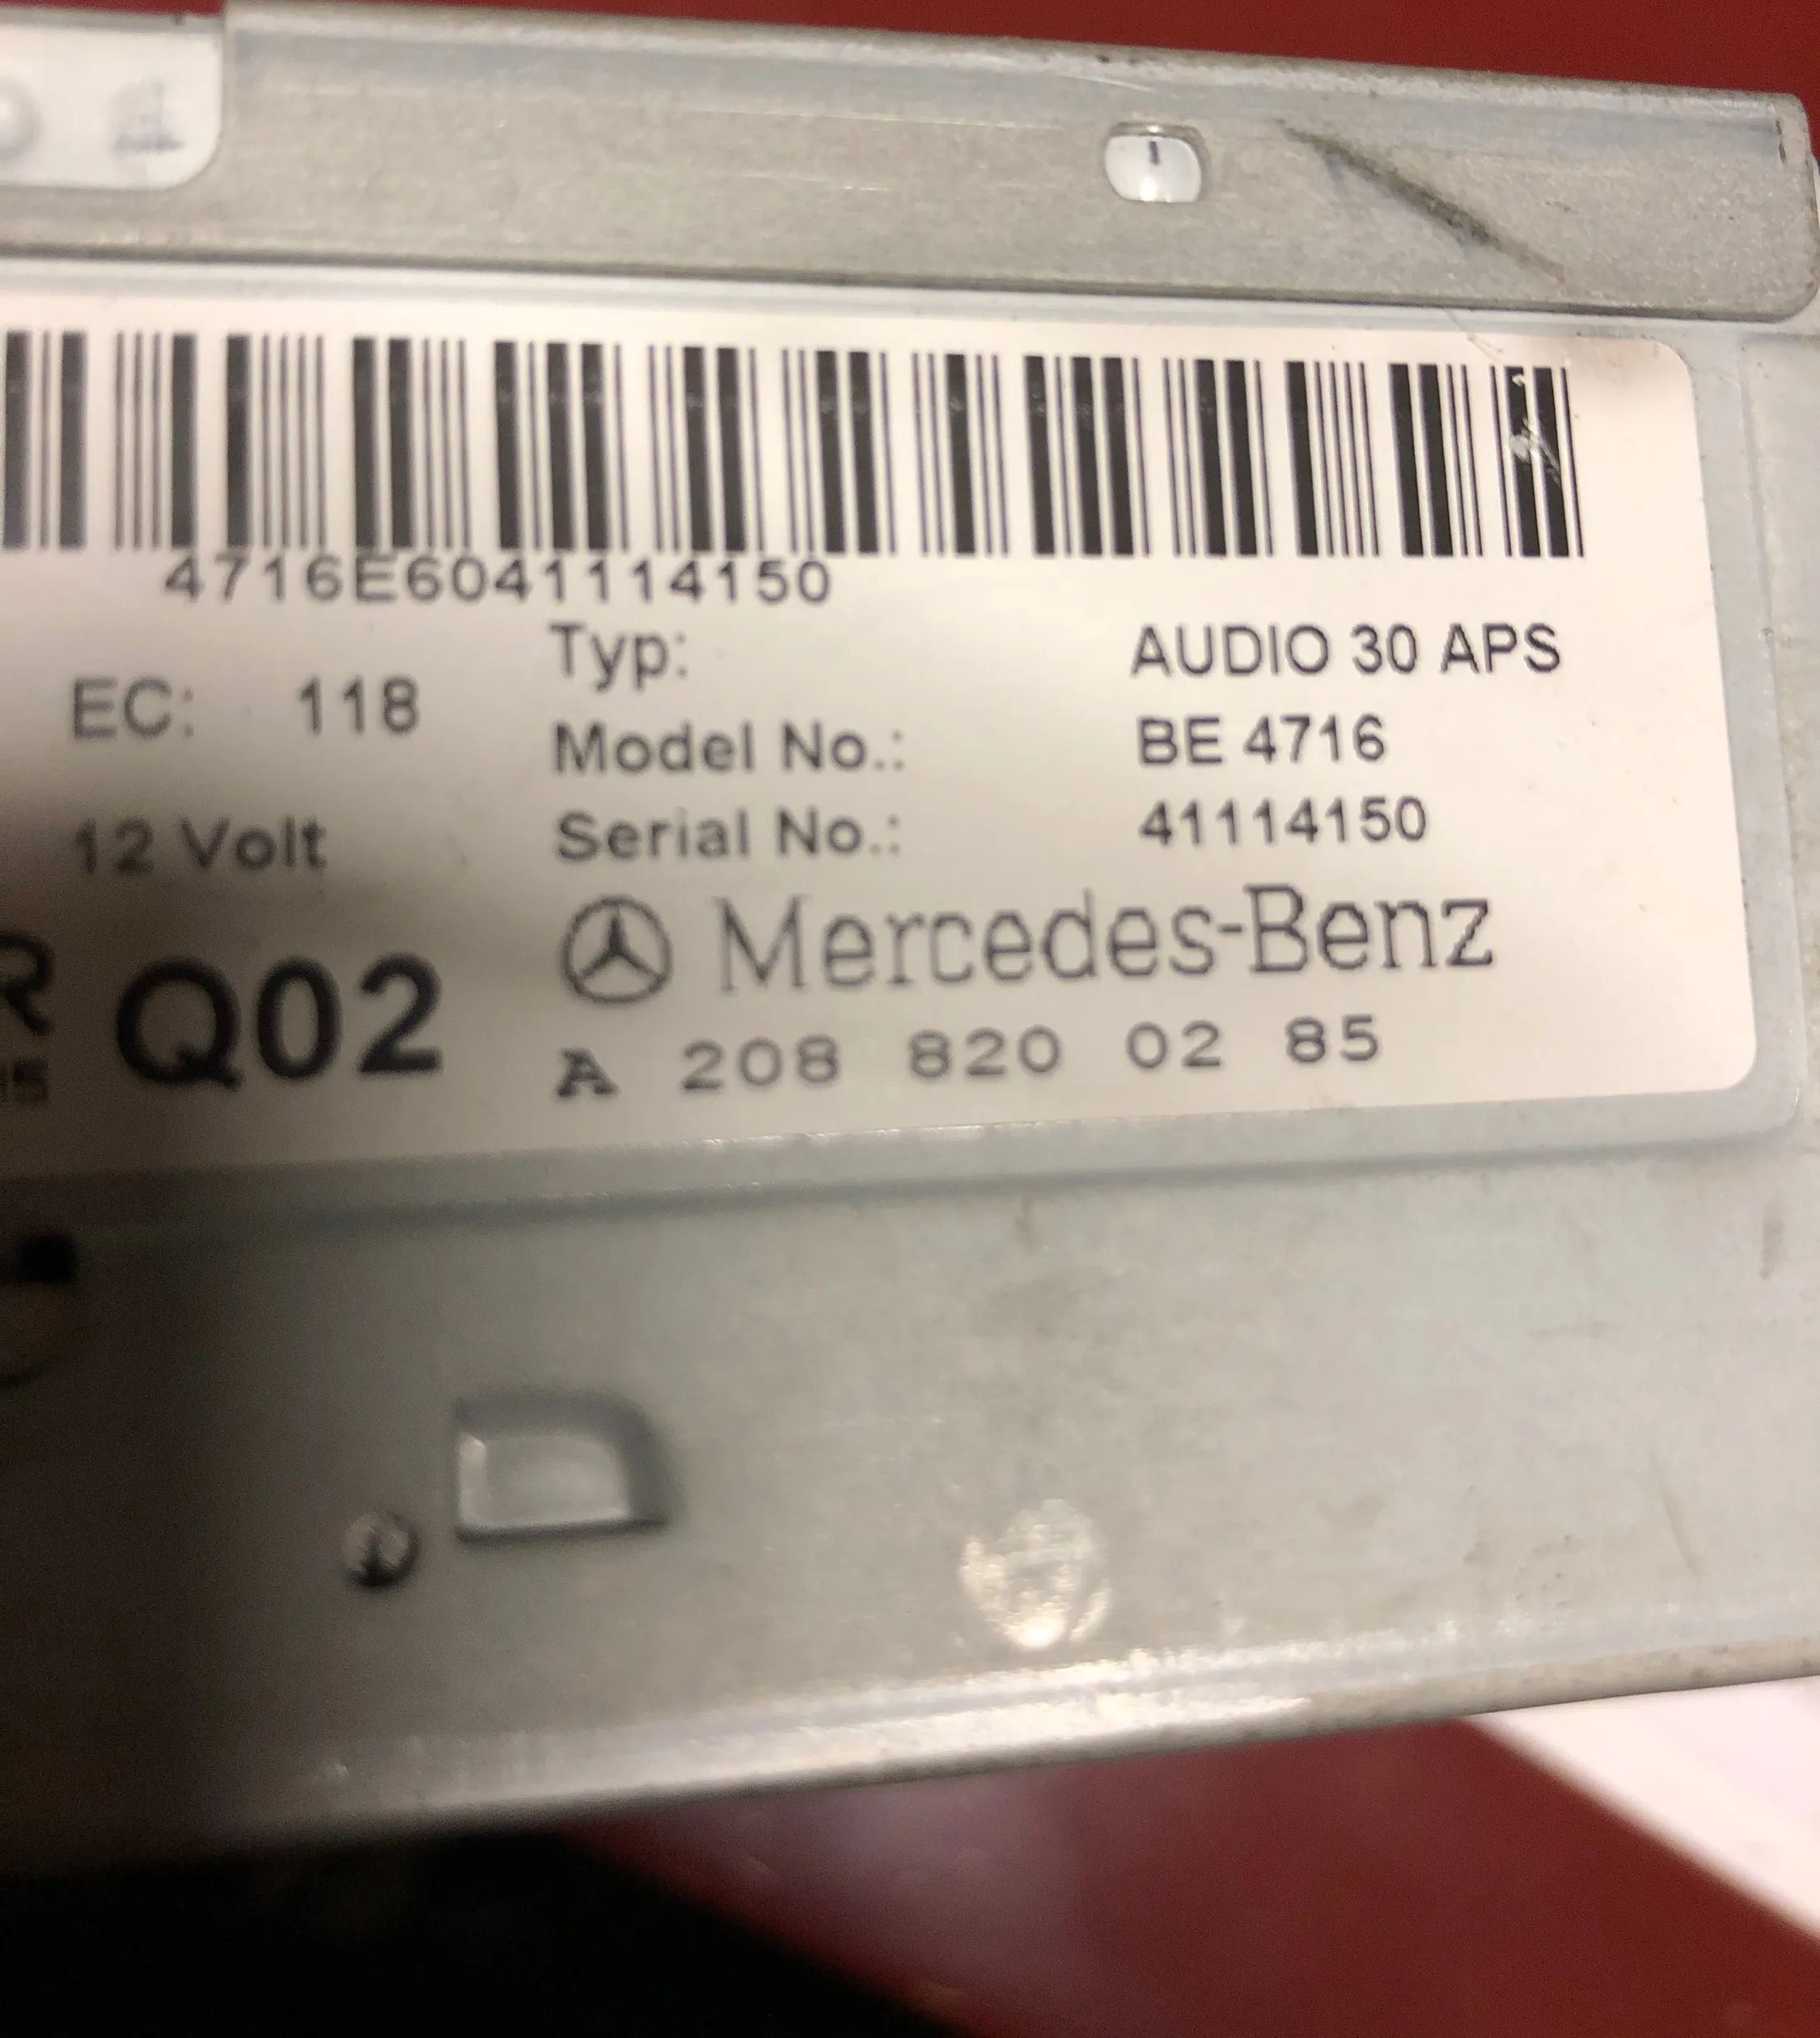 4716E6041114150
Typ: AUDIO 30 APS
EC: 118
Model No.: BE 4716
12 Volt
Serial No.: 41114150
Mercedes-Benz
Q02
A 208 820 02 85